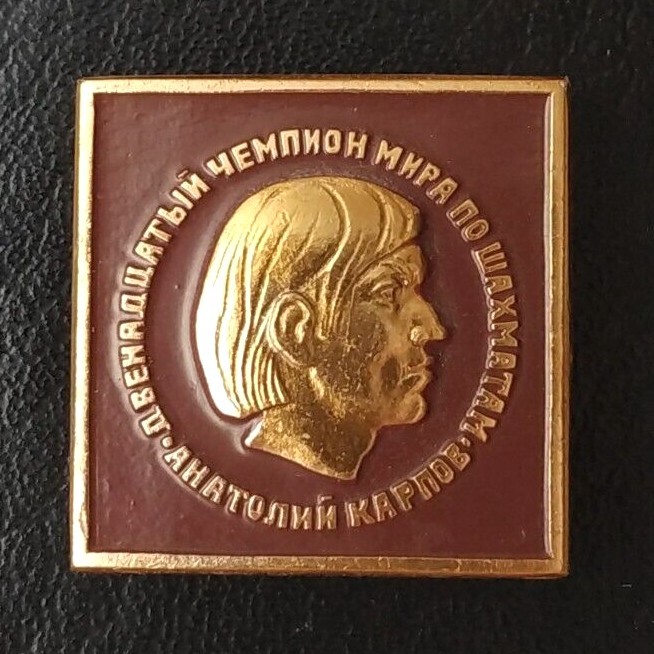 ДВЕНАДЦАТЫЙ ЧЕМПИОН МИРА ПО ШАХМАТАМ
· АНАТОЛИЙ КАРПОВ ·